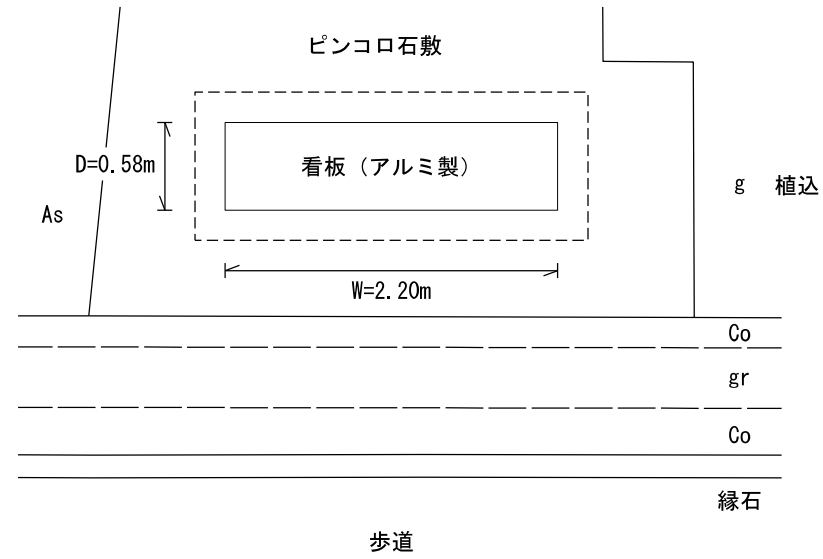 ピンコロ石敷
D=0.58m
看板（アルミ製）
g 植込
As
W=2.20m
Co
gr
Co
縁石
歩道